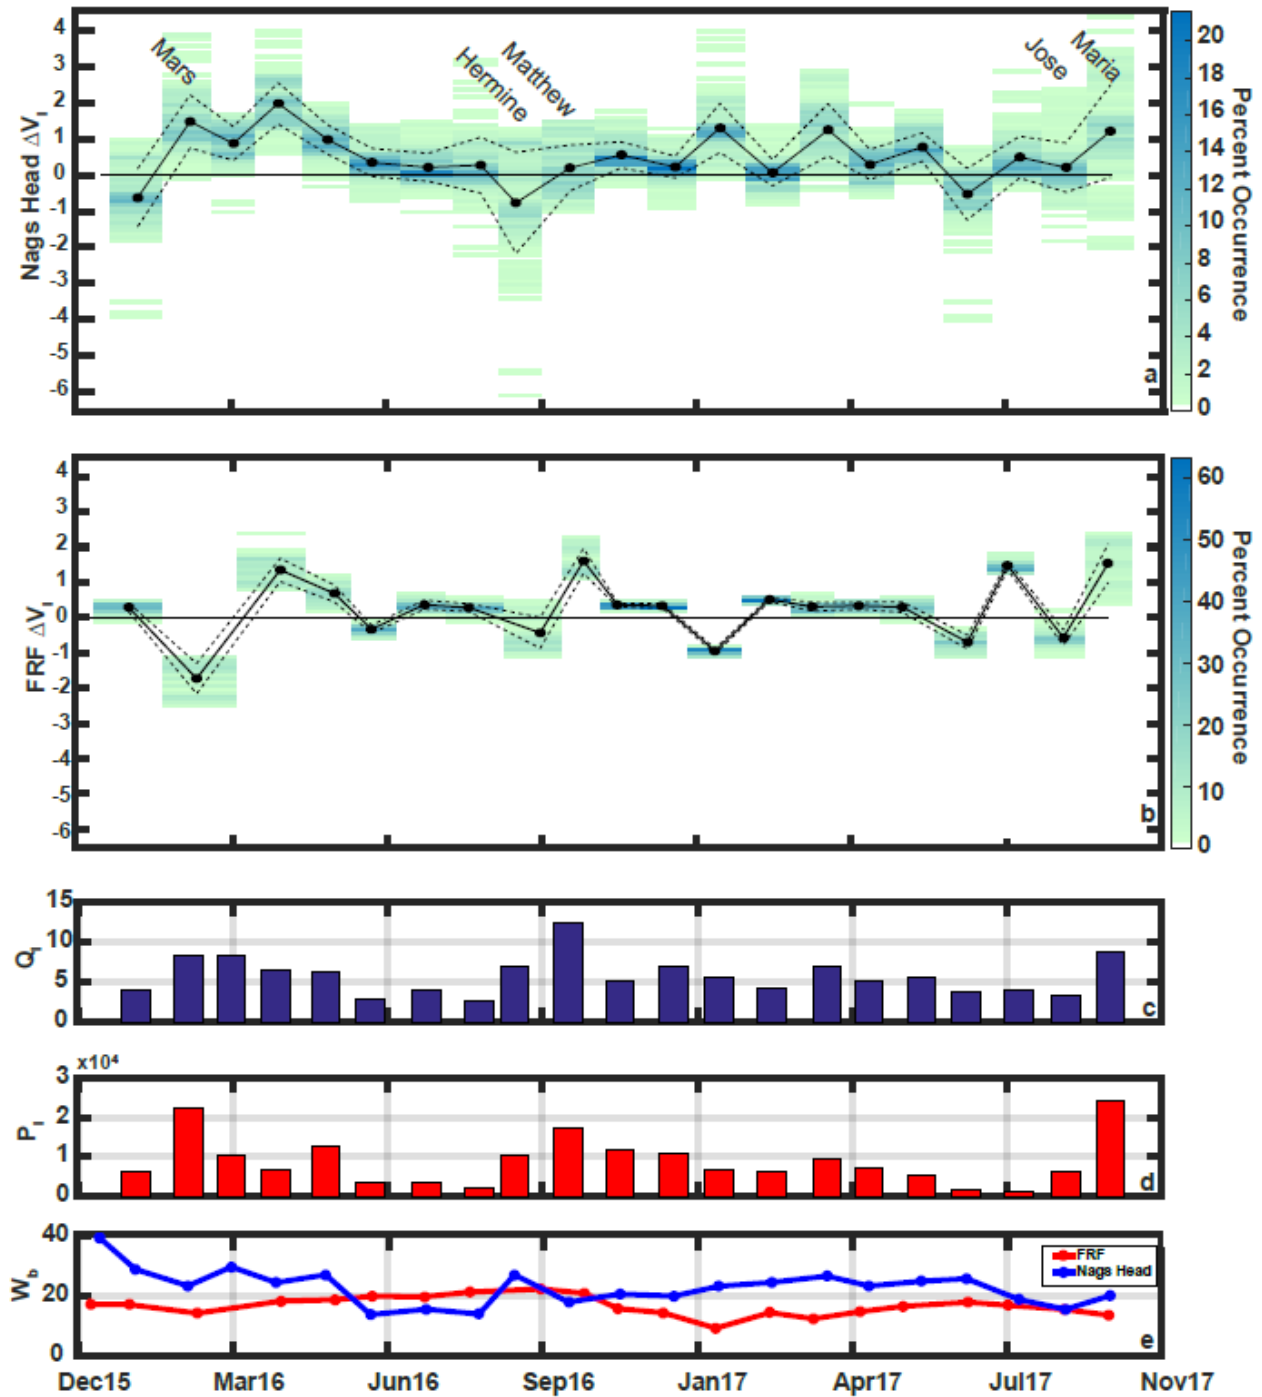 4
3
2
1
0
-1
-2
-3
-4
-5
-6
Nags Head ΔV_I
Mars
Hermine
Matthew
Jose
Maria
a
20
18
16
14
12
10
8
6
4
2
0
Percent Occurrence
4
3
2
1
0
-1
-2
-3
-4
-5
-6
FRF ΔV_I
b
60
50
40
30
20
10
0
Percent Occurrence
15
10
5
0
Q_I
c
x10⁴
3
2
1
0
P_I
d
40
20
0
W_b
FRF
Nags Head
e
Dec15 Mar16 Jun16 Sep16 Jan17 Apr17 Jul17 Nov17